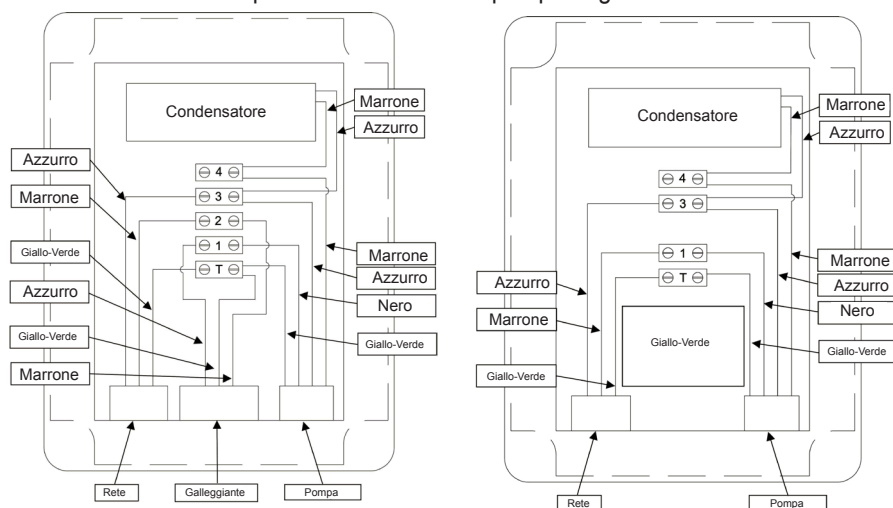 Condensatore
Marrone
Azzurro
Azzurro
Marrone
Giallo-Verde
Azzurro
Giallo-Verde
Marrone
4
3
2
1
T
Marrone
Azzurro
Nero
Giallo-Verde
Rete
Galleggiante
Pompa
Condensatore
Marrone
Azzurro
4
3
1
T
Azzurro
Marrone
Giallo-Verde
Giallo-Verde
Marrone
Azzurro
Nero
Giallo-Verde
Rete
Pompa